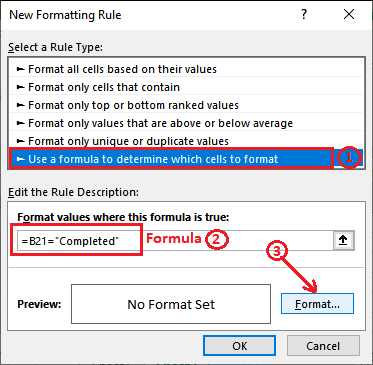 New Formatting Rule
?
×
Select a Rule Type:
► Format all cells based on their values
► Format only cells that contain
► Format only top or bottom ranked values
► Format only values that are above or below average
► Format only unique or duplicate values
► Use a formula to determine which cells to format 1
Edit the Rule Description:
Format values where this formula is true:
=B21="Completed" Formula 2
3
Preview: No Format Set Format...
OK Cancel